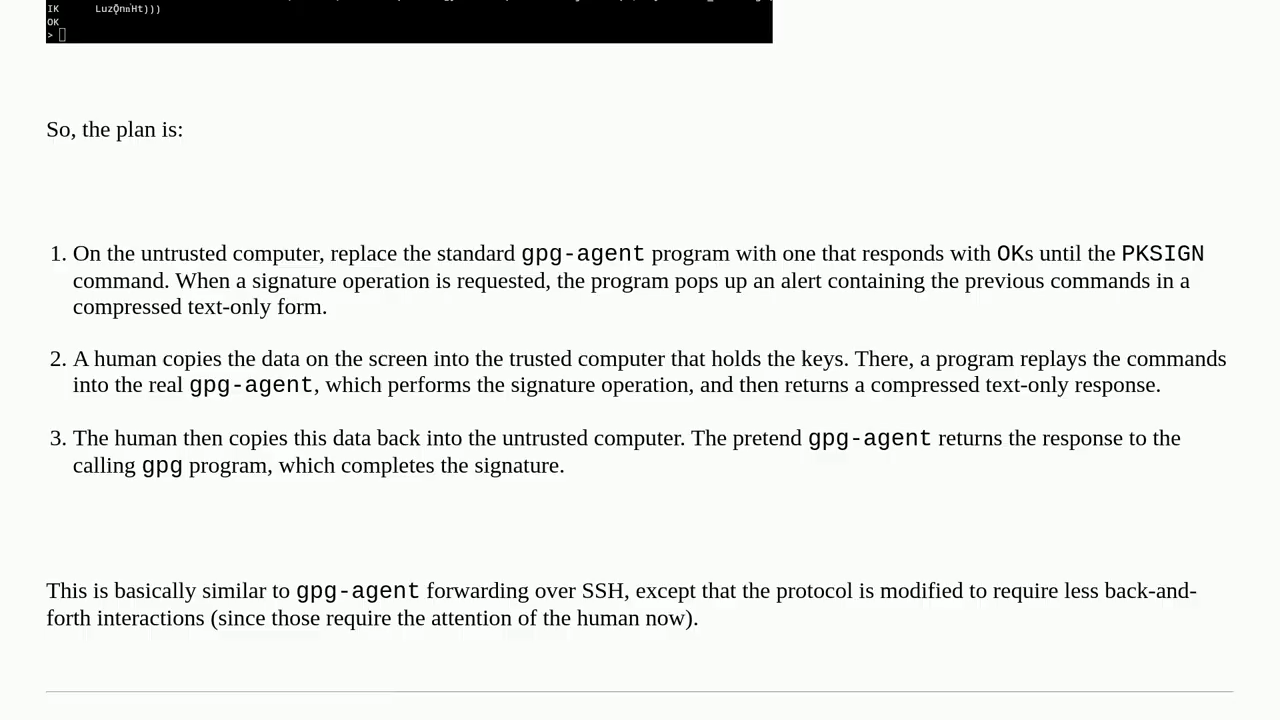 IK
OK
>
So, the plan is:
1. On the untrusted computer, replace the standard gpg-agent program with one that responds with OKs until the PKSIGN
command. When a signature operation is requested, the program pops up an alert containing the previous commands in a
compressed text-only form.
2. A human copies the data on the screen into the trusted computer that holds the keys. There, a program replays the commands
into the real gpg-agent, which performs the signature operation, and then returns a compressed text-only response.
3. The human then copies this data back into the untrusted computer. The pretend gpg-agent returns the response to the
calling gpg program, which completes the signature.
This is basically similar to gpg-agent forwarding over SSH, except that the protocol is modified to require less back-and-
forth interactions (since those require the attention of the human now).